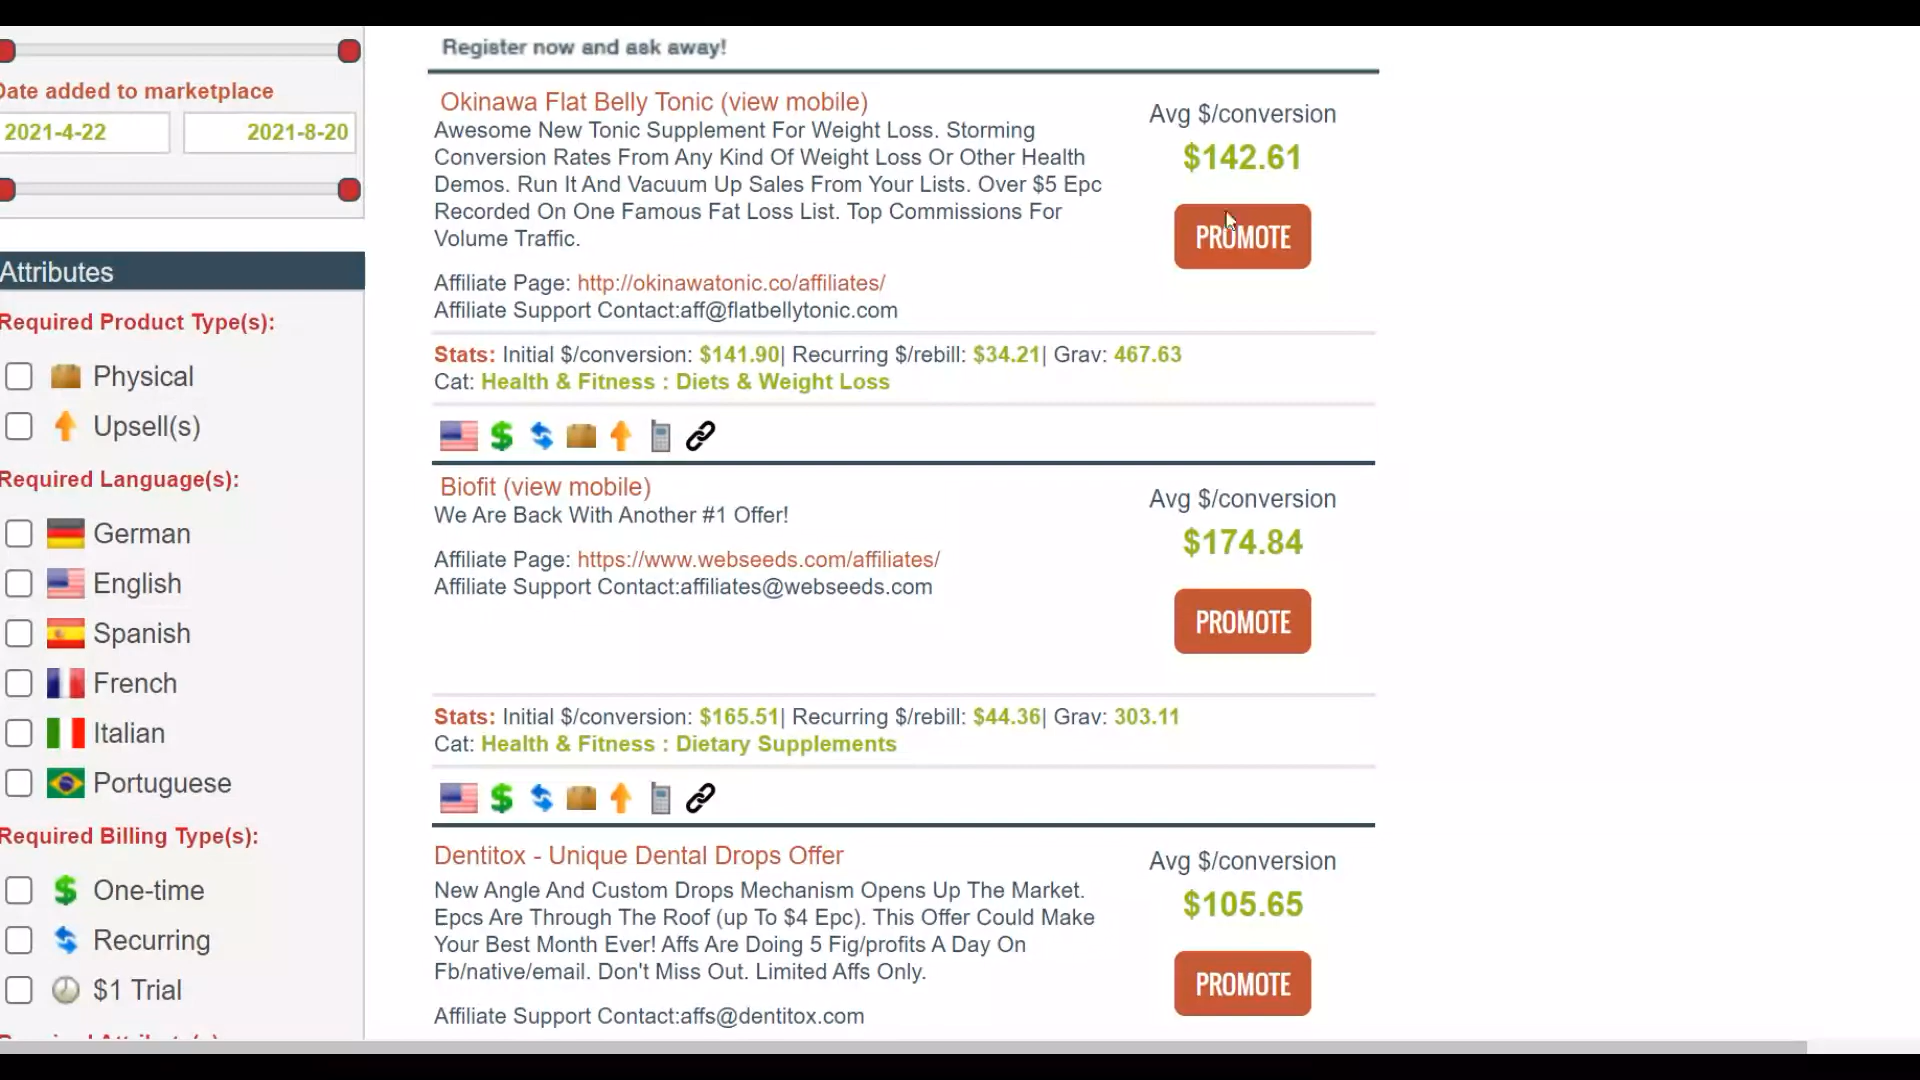 Register now and ask away!
Date added to marketplace
2021-4-22
2021-8-20
Attributes
Required Product Type(s):
Physical
Upsell(s)
Required Language(s):
German
English
Spanish
French
Italian
Portuguese
Required Billing Type(s):
One-time
Recurring
$1 Trial
Okinawa Flat Belly Tonic (view mobile)
Awesome New Tonic Supplement For Weight Loss. Storming
Conversion Rates From Any Kind Of Weight Loss Or Other Health
Demos. Run It And Vacuum Up Sales From Your Lists. Over $5 Epc
Recorded On One Famous Fat Loss List. Top Commissions For
Volume Traffic.
Affiliate Page: http://okinawatonic.co/affiliates/
Affiliate Support Contact:aff@flatbellytonic.com
Avg $/conversion
$142.61
PROMOTE
Stats: Initial $/conversion: $141.90| Recurring $/rebill: $34.21| Grav: 467.63
Cat: Health & Fitness : Diets & Weight Loss
Biofit (view mobile)
We Are Back With Another #1 Offer!
Affiliate Page: https://www.webseeds.com/affiliates/
Affiliate Support Contact:affiliates@webseeds.com
Avg $/conversion
$174.84
PROMOTE
Stats: Initial $/conversion: $165.51| Recurring $/rebill: $44.36| Grav: 303.11
Cat: Health & Fitness : Dietary Supplements
Dentitox - Unique Dental Drops Offer
New Angle And Custom Drops Mechanism Opens Up The Market.
Epcs Are Through The Roof (up To $4 Epc). This Offer Could Make
Your Best Month Ever! Affs Are Doing 5 Fig/profits A Day On
Fb/native/email. Don't Miss Out. Limited Affs Only.
Affiliate Support Contact:affs@dentitox.com
Avg $/conversion
$105.65
PROMOTE